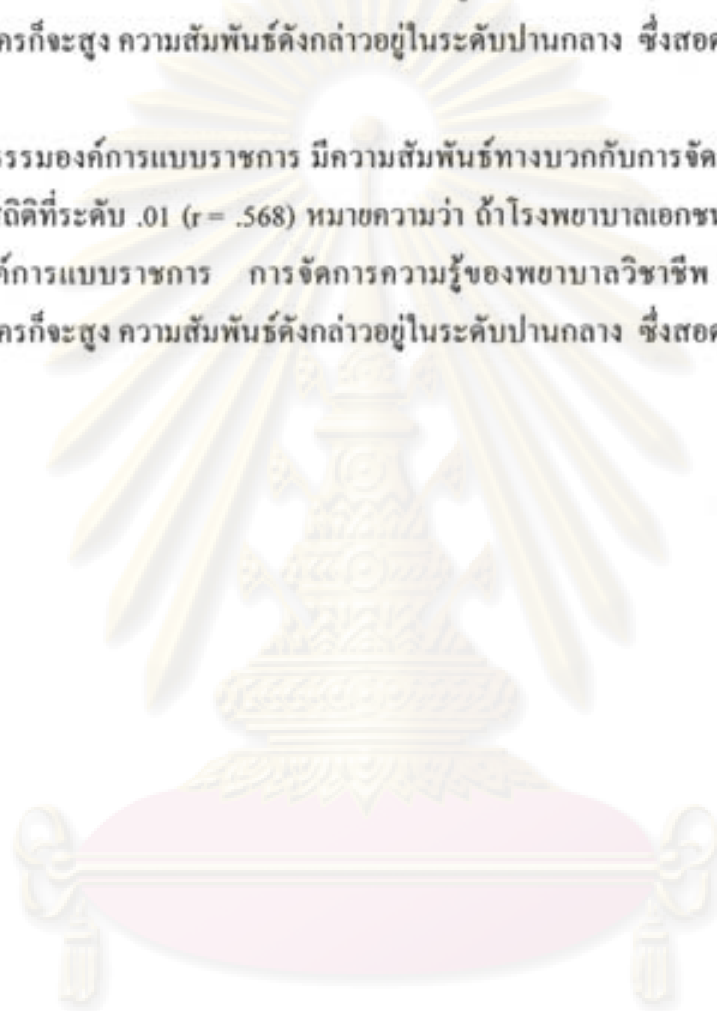 ครก็จะสูง ความสัมพันธ์ดังกล่าวอยู่ในระดับปานกลาง ซึ่งสอด
ธรรมองค์การแบบราชการ มีความสัมพันธ์ทางบวกกับการจัด
ถิติที่ระดับ .01 (r = .568) หมายความว่า ถ้าโรงพยาบาลเอกชน
ค์การแบบราชการ การจัดการความรู้ของพยาบาลวิชาชีพ
ครก็จะสูง ความสัมพันธ์ดังกล่าวอยู่ในระดับปานกลาง ซึ่งสอด